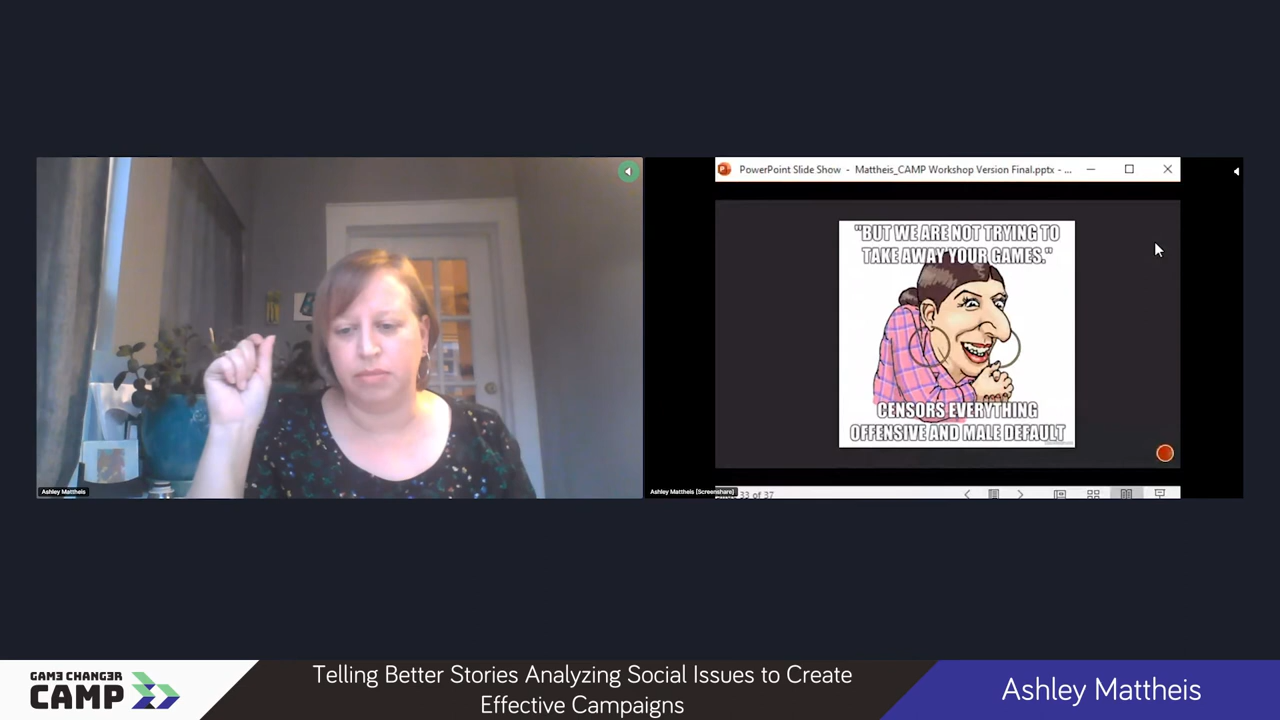 PowerPoint Slide Show - Mattheis_CAMP Workshop Version Final.pptx - ...
"BUT WE ARE NOT TRYING TO
TAKE AWAY YOUR GAMES."
CENSORS EVERYTHING
OFFENSIVE AND MALE DEFAULT
Ashley Mattheis
Ashley Mattheis [Screenshare]
33 of 37
GAME CHANGER
CAMP
Telling Better Stories Analyzing Social Issues to Create
Effective Campaigns
Ashley Mattheis